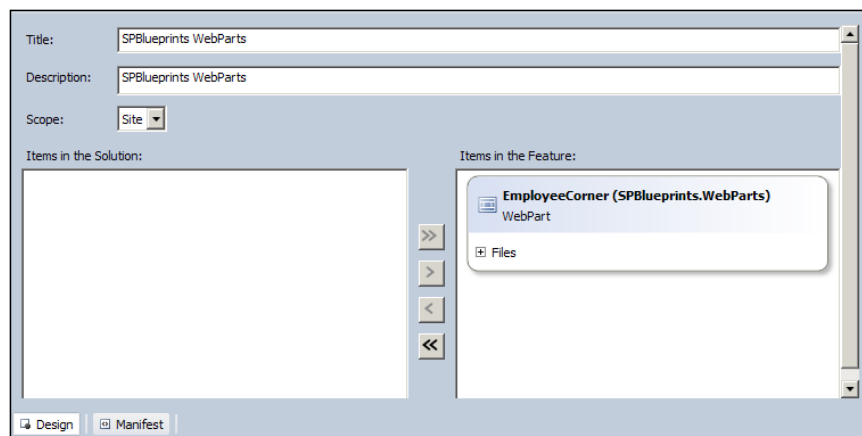 Title:
SPBlueprints WebParts
Description:
SPBlueprints WebParts
Scope:
Site
Items in the Solution:
Items in the Feature:
EmployeeCorner (SPBlueprints.WebParts)
WebPart
Files
Design
Manifest